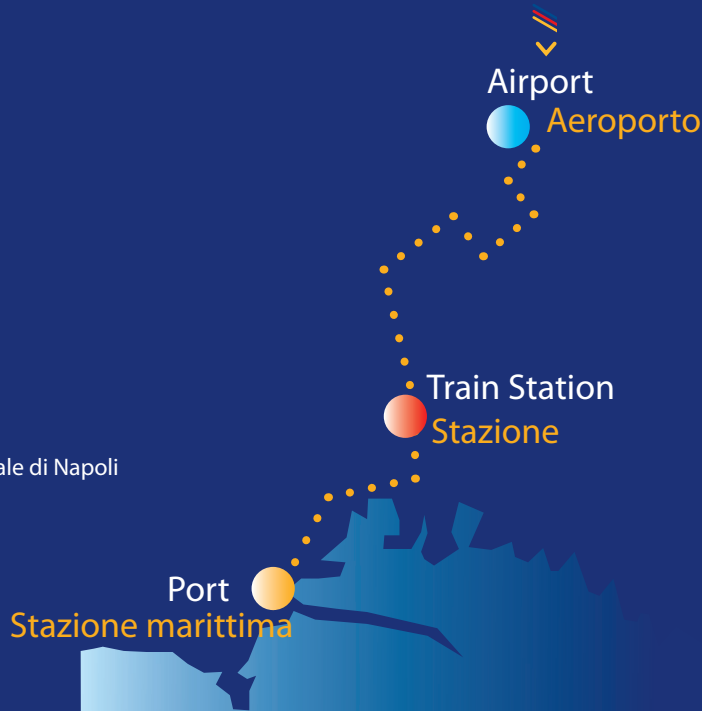 Airport
Aeroporto
Train Station
Stazione
ale di Napoli
Port
Stazione marittima